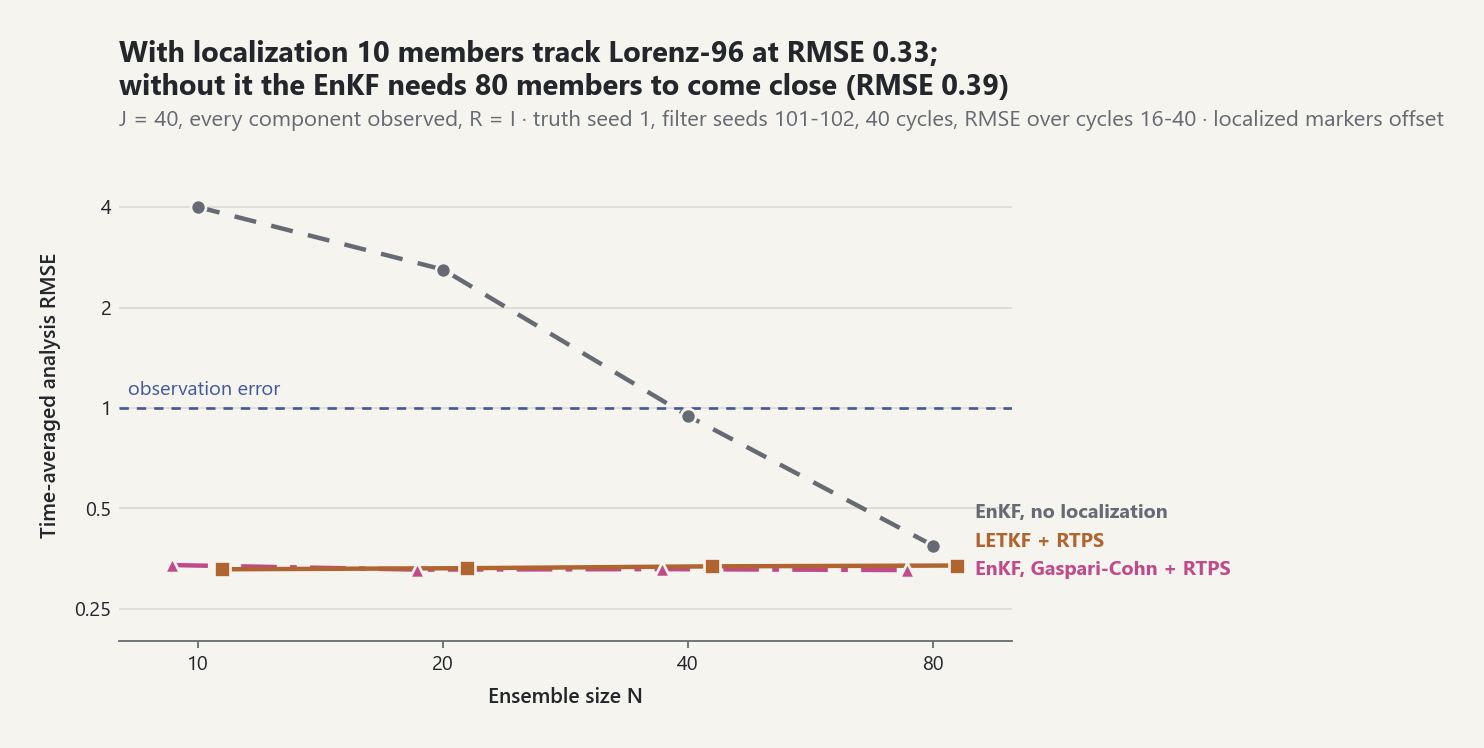 With localization 10 members track Lorenz-96 at RMSE 0.33;
without it the EnKF needs 80 members to come close (RMSE 0.39)
J = 40, every component observed, R = I · truth seed 1, filter seeds 101-102, 40 cycles, RMSE over cycles 16-40 · localized markers offset
Time-averaged analysis RMSE
4
2
observation error
1
0.5
0.25
EnKF, no localization
LETKF + RTPS
EnKF, Gaspari-Cohn + RTPS
10
20
40
80
Ensemble size N